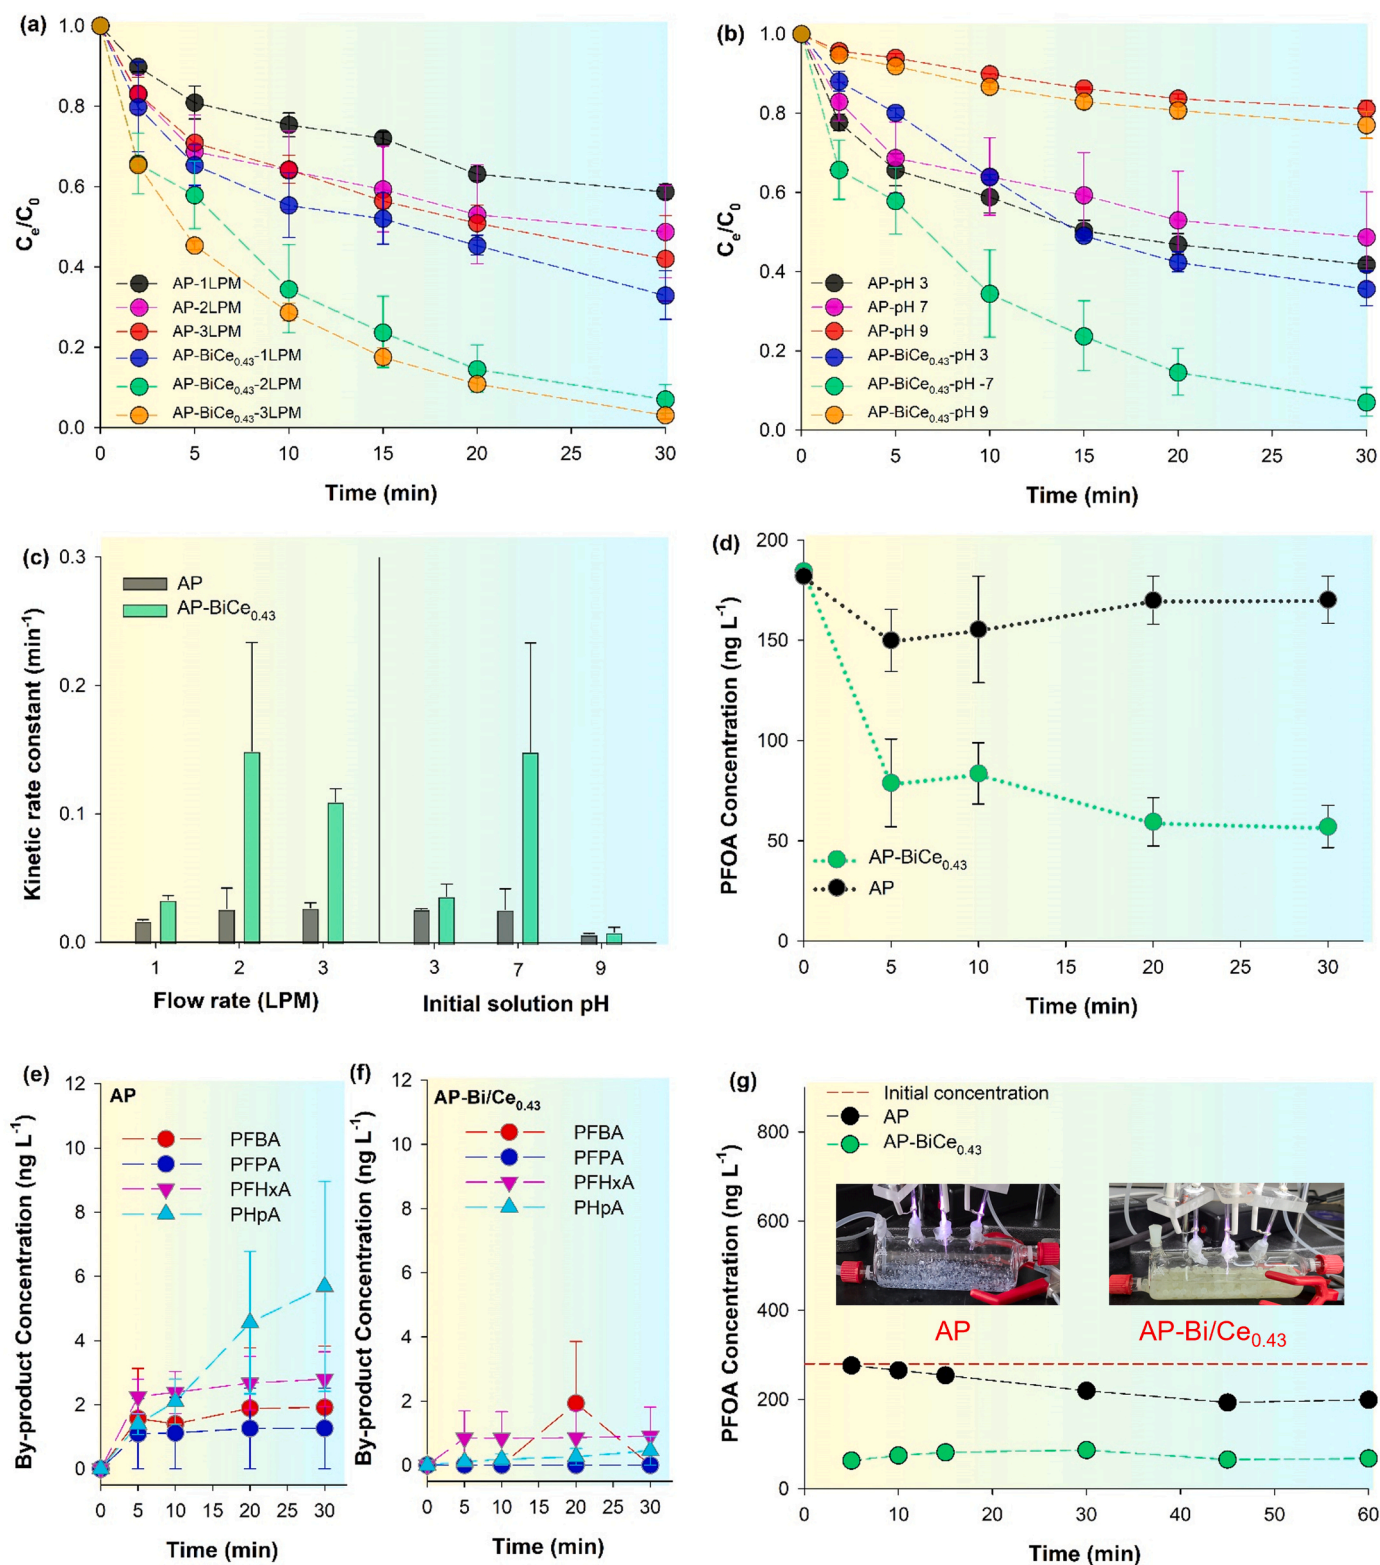 (a)
1.0
0.8
0.6
0.4
0.2
0.0
Cₑ/C₀
AP-1LPM
AP-2LPM
AP-3LPM
AP-BiCe₀.₄₃-1LPM
AP-BiCe₀.₄₃-2LPM
AP-BiCe₀.₄₃-3LPM
0 5 10 15 20 25 30
Time (min)
(b)
1.0
0.8
0.6
0.4
0.2
0.0
Cₑ/C₀
AP-pH 3
AP-pH 7
AP-pH 9
AP-BiCe₀.₄₃-pH 3
AP-BiCe₀.₄₃-pH -7
AP-BiCe₀.₄₃-pH 9
0 5 10 15 20 25 30
Time (min)
(c)
0.3
0.2
0.1
0.0
Kinetic rate constant (min⁻¹)
AP
AP-BiCe₀.₄₃
1 2 3 3 7 9
Flow rate (LPM) Initial solution pH
(d)
200
150
100
50
0
PFOA Concentration (ng L⁻¹)
AP-BiCe₀.₄₃
AP
0 5 10 15 20 25 30
Time (min)
(e)
AP
12
10
8
6
4
2
0
By-product Concentration (ng L⁻¹)
PFBA
PFPA
PFHxA
PHpA
0 5 10 20 30
Time (min)
(f)
AP-Bi/Ce₀.₄₃
12
10
8
6
4
2
0
By-product Concentration (ng L⁻¹)
PFBA
PFPA
PFHxA
PHpA
0 5 10 20 30
Time (min)
(g)
800
600
400
200
0
PFOA Concentration (ng L⁻¹)
Initial concentration
AP
AP-BiCe₀.₄₃
AP AP-Bi/Ce₀.₄₃
0 10 20 30 40 50 60
Time (min)